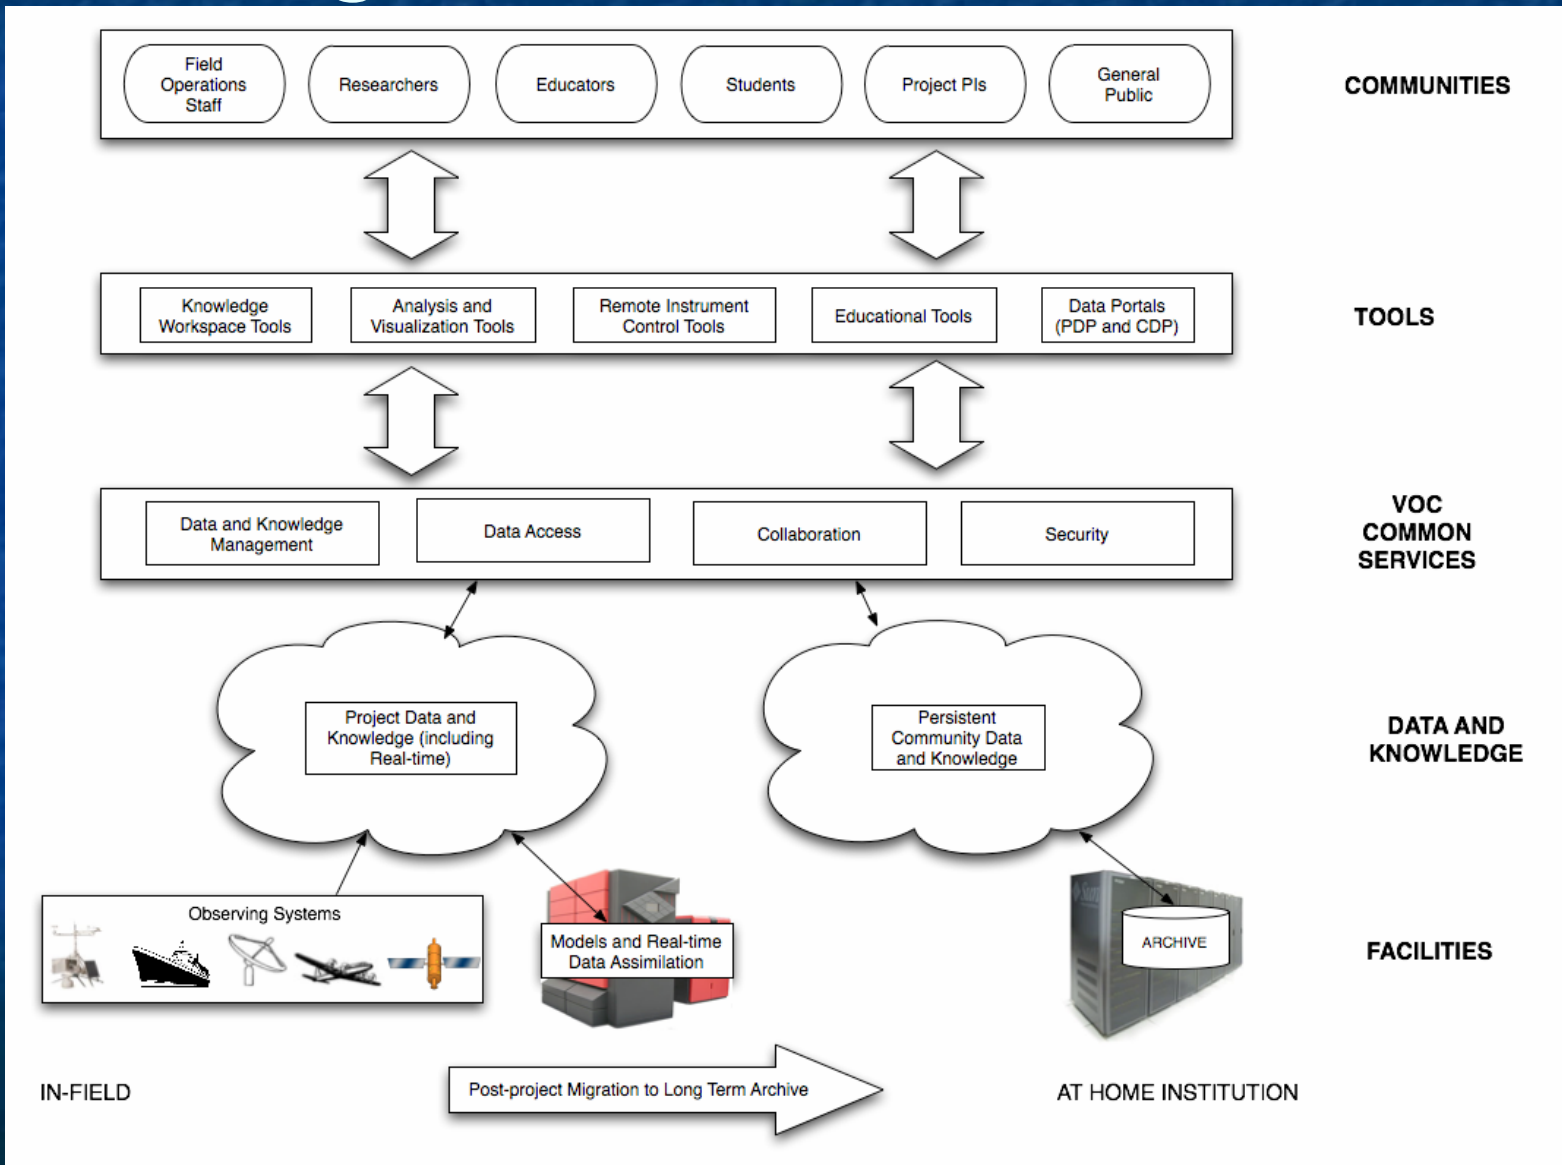 Field
Operations
Staff
Researchers
Educators
Students
Project PIs
General
Public
COMMUNITIES
Knowledge
Workspace Tools
Analysis and
Visualization Tools
Remote Instrument
Control Tools
Educational Tools
Data Portals
(PDP and CDP)
TOOLS
Data and Knowledge
Management
Data Access
Collaboration
Security
VOC
COMMON
SERVICES
Project Data and
Knowledge (including
Real-time)
Persistent
Community Data
and Knowledge
DATA AND
KNOWLEDGE
Observing Systems
Models and Real-time
Data Assimilation
Sun
ARCHIVE
FACILITIES
IN-FIELD
Post-project Migration to Long Term Archive
AT HOME INSTITUTION